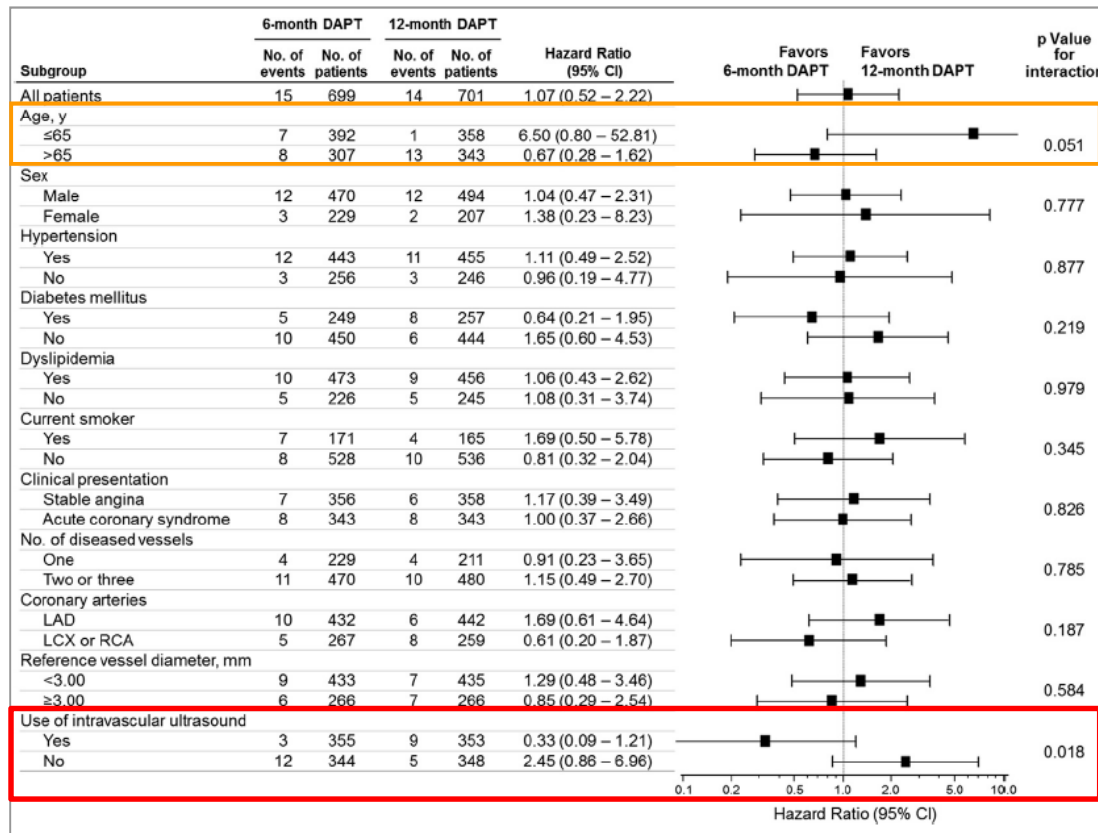 6-month DAPT 12-month DAPT
Subgroup No. of events No. of patients No. of events No. of patients Hazard Ratio (95% CI) Favors 6-month DAPT Favors 12-month DAPT p Value for interaction
All patients 15 699 14 701 1.07 (0.52 – 2.22)
Age, y 0.051
≤65 7 392 1 358 6.50 (0.80 – 52.81)
>65 8 307 13 343 0.67 (0.28 – 1.62)
Sex 0.777
Male 12 470 12 494 1.04 (0.47 – 2.31)
Female 3 229 2 207 1.38 (0.23 – 8.23)
Hypertension 0.877
Yes 12 443 11 455 1.11 (0.49 – 2.52)
No 3 256 3 246 0.96 (0.19 – 4.77)
Diabetes mellitus 0.219
Yes 5 249 8 257 0.64 (0.21 – 1.95)
No 10 450 6 444 1.65 (0.60 – 4.53)
Dyslipidemia 0.979
Yes 10 473 9 456 1.06 (0.43 – 2.62)
No 5 226 5 245 1.08 (0.31 – 3.74)
Current smoker 0.345
Yes 7 171 4 165 1.69 (0.50 – 5.78)
No 8 528 10 536 0.81 (0.32 – 2.04)
Clinical presentation 0.826
Stable angina 7 356 6 358 1.17 (0.39 – 3.49)
Acute coronary syndrome 8 343 8 343 1.00 (0.37 – 2.66)
No. of diseased vessels 0.785
One 4 229 4 211 0.91 (0.23 – 3.65)
Two or three 11 470 10 480 1.15 (0.49 – 2.70)
Coronary arteries 0.187
LAD 10 432 6 442 1.69 (0.61 – 4.64)
LCX or RCA 5 267 8 259 0.61 (0.20 – 1.87)
Reference vessel diameter, mm 0.584
<3.00 9 433 7 435 1.29 (0.48 – 3.46)
≥3.00 6 266 7 266 0.85 (0.29 – 2.54)
Use of intravascular ultrasound 0.018
Yes 3 355 9 353 0.33 (0.09 – 1.21)
No 12 344 5 348 2.45 (0.86 – 6.96)
0.1 0.2 0.5 1.0 2.0 5.0 10.0
Hazard Ratio (95% CI)